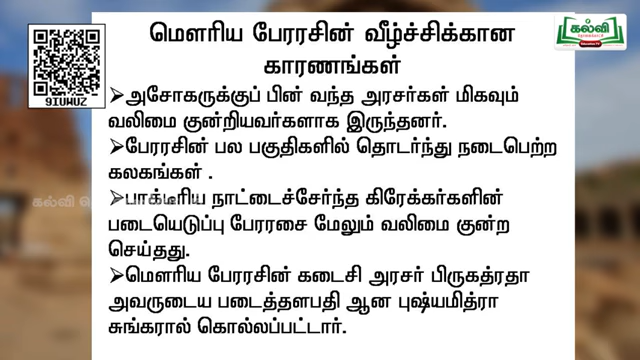 மௌரிய பேரரசின் வீழ்ச்சிக்கான
காரணங்கள்
➢அசோகருக்குப் பின் வந்த அரசர்கள் மிகவும்
வலிமை குன்றியவர்களாக இருந்தனர்.
➢பேரரசின் பல பகுதிகளில் தொடர்ந்து நடைபெற்ற
கலகங்கள் .
➢பாக்டீரிய நாட்டைச்சேர்ந்த கிரேக்கர்களின்
படையெடுப்பு பேரரசை மேலும் வலிமை குன்ற
செய்தது.
➢மௌரிய பேரரசின் கடைசி அரசர் பிருகத்ரதா
அவருடைய படைத்தளபதி ஆன புஷ்யமித்ரா
சுங்கரால் கொல்லப்பட்டார்.
9IUWUZ
கல்வி
கல்வி